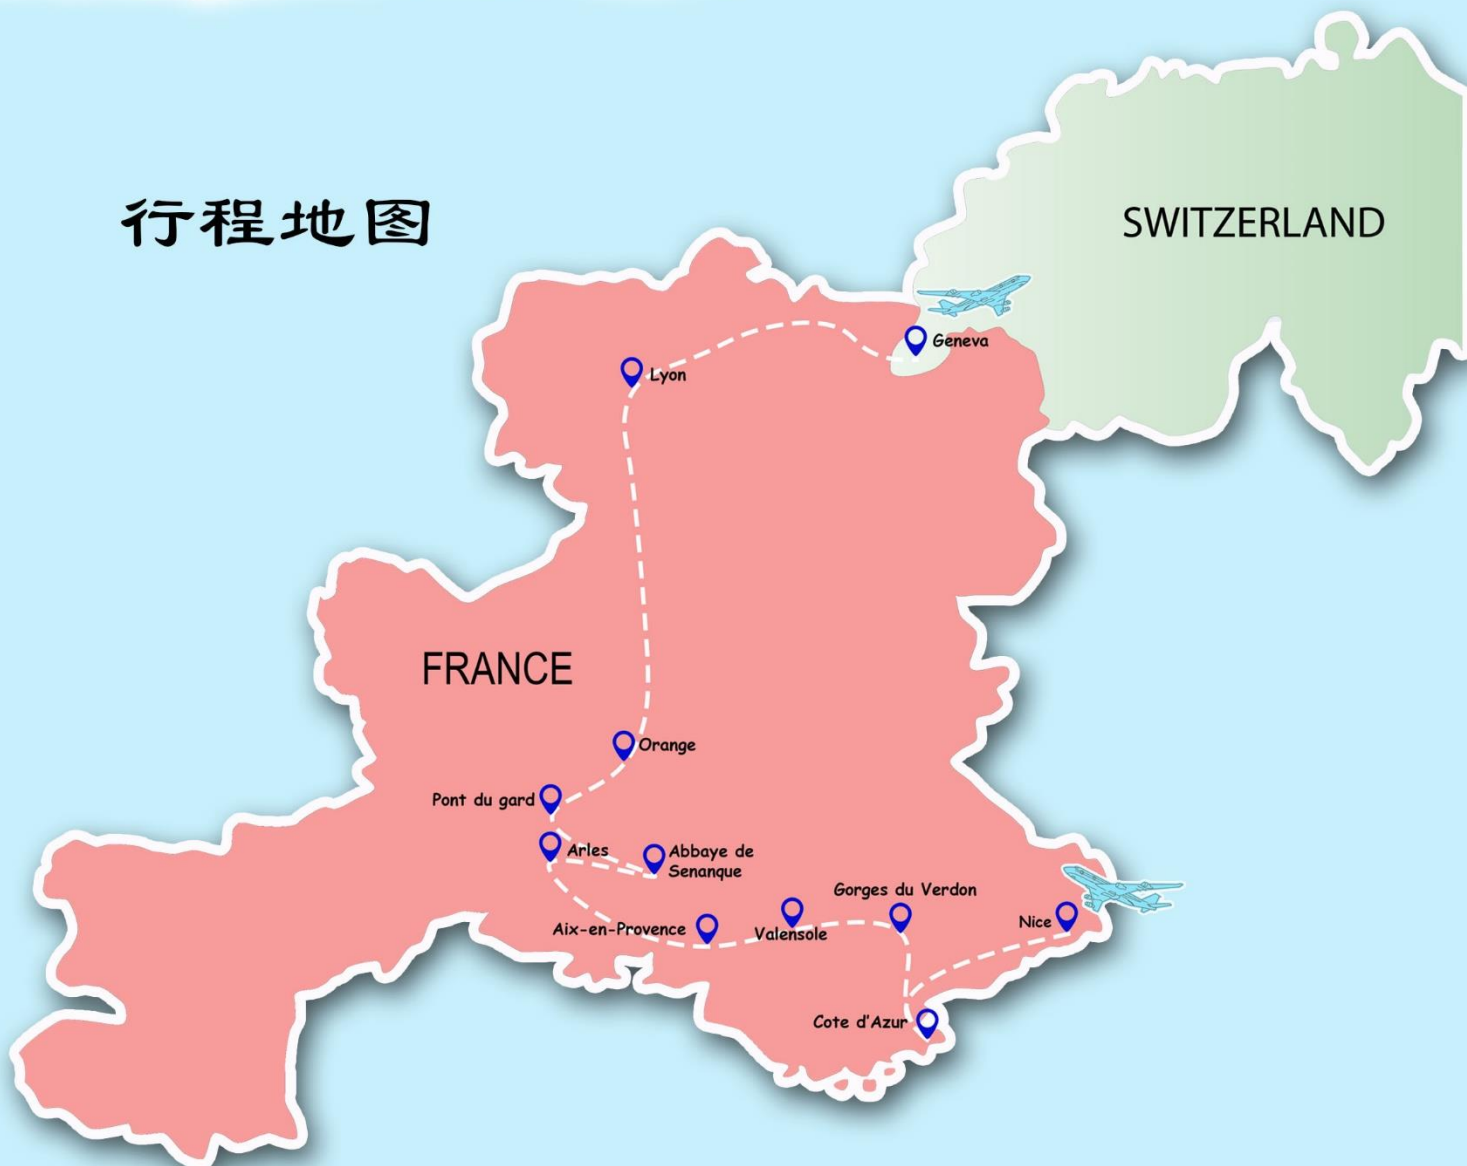 行程地图
SWITZERLAND
Geneva
Lyon
FRANCE
Orange
Pont du gard
Arles
Abbaye de
Senanque
Gorges du Verdon
Nice
Aix-en-Provence
Valensole
Cote d'Azur